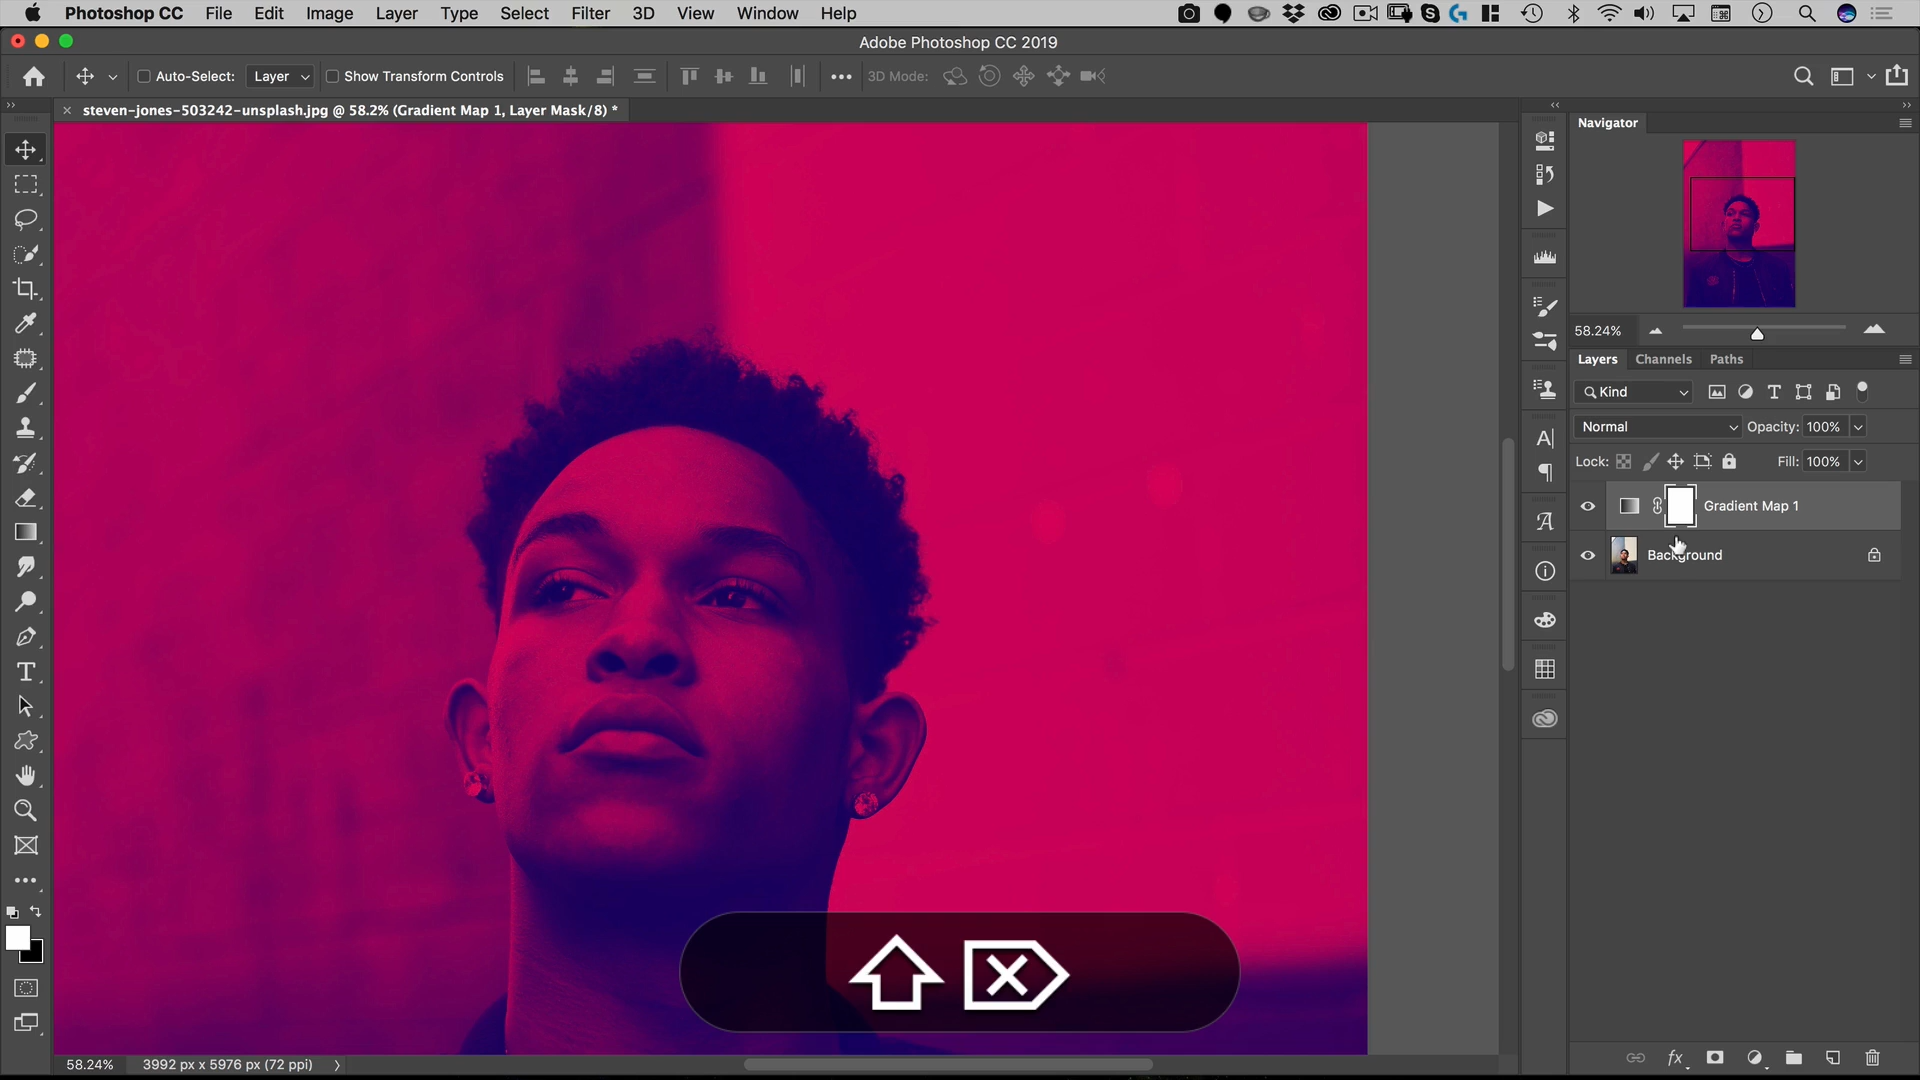 Photoshop CC File Edit Image Layer Type Select Filter 3D View Window Help
Adobe Photoshop CC 2019
Auto-Select: Layer Show Transform Controls 3D Mode:
steven-jones-503242-unsplash.jpg @ 58.2% (Gradient Map 1, Layer Mask/8) *
Navigator
58.24%
Layers Channels Paths
Kind
Normal Opacity: 100%
Lock: Fill: 100%
Gradient Map 1
Background
58.24% 3992 px x 5976 px (72 ppi)